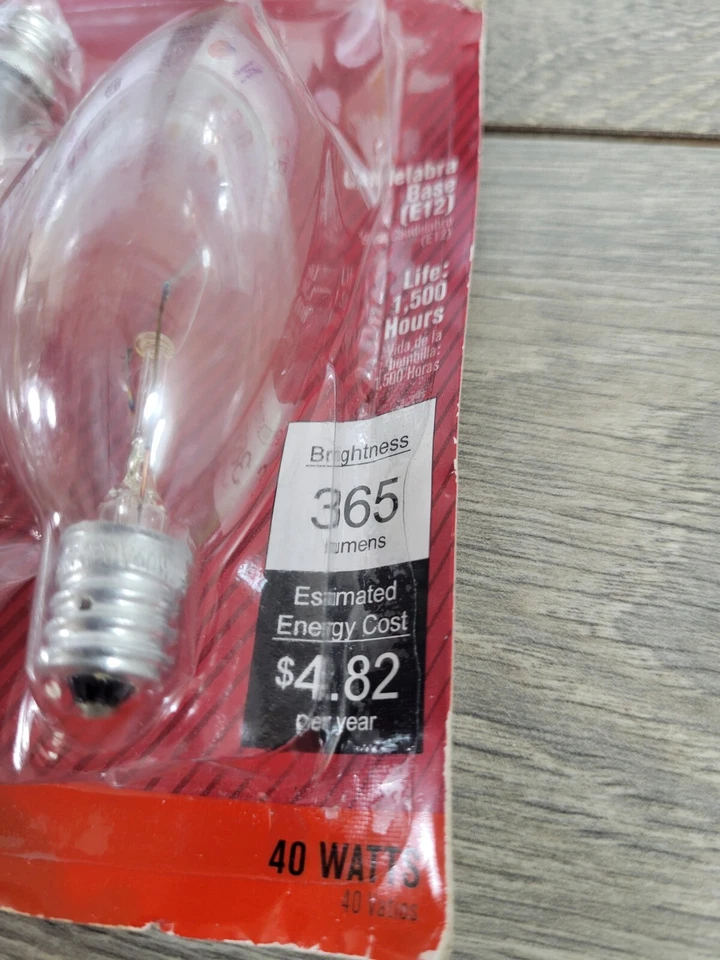 Base
(E12)
(E12)
Life:
1,500
Hours
Vida de la
bombilla:
1,500 Horas
Brightness
365
lumens
Estimated
Energy Cost
$4.82
per year
40 WATTS
40 vatios